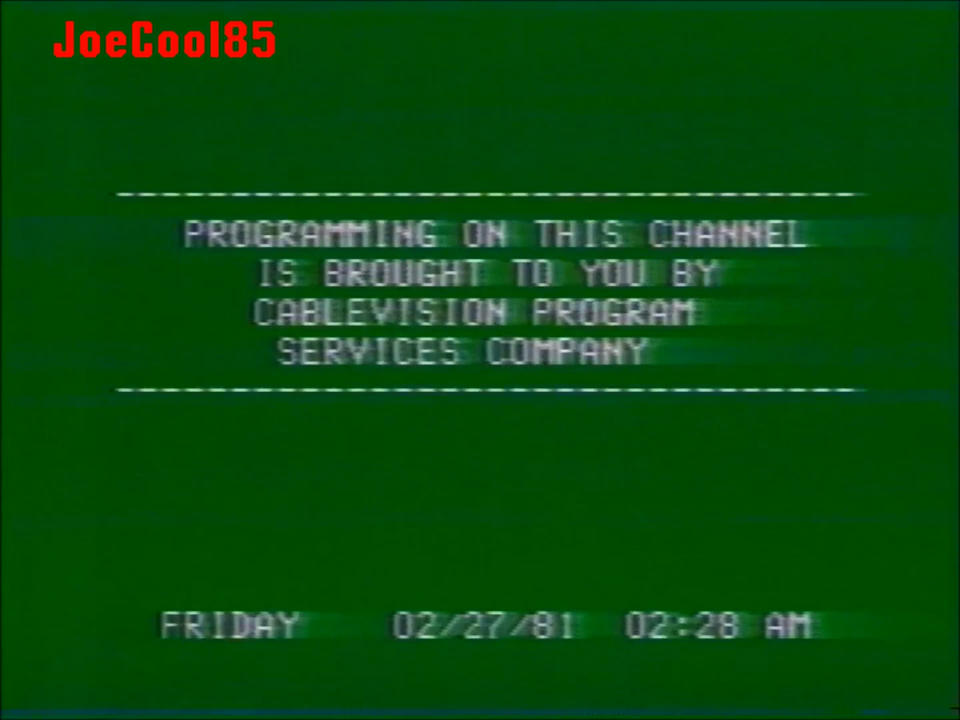 JoeCool85
---------------------------------
PROGRAMMING ON THIS CHANNEL
IS BROUGHT TO YOU BY
CABLEVISION PROGRAM
SERVICES COMPANY
---------------------------------
FRIDAY 02/27/81 02:28 AM